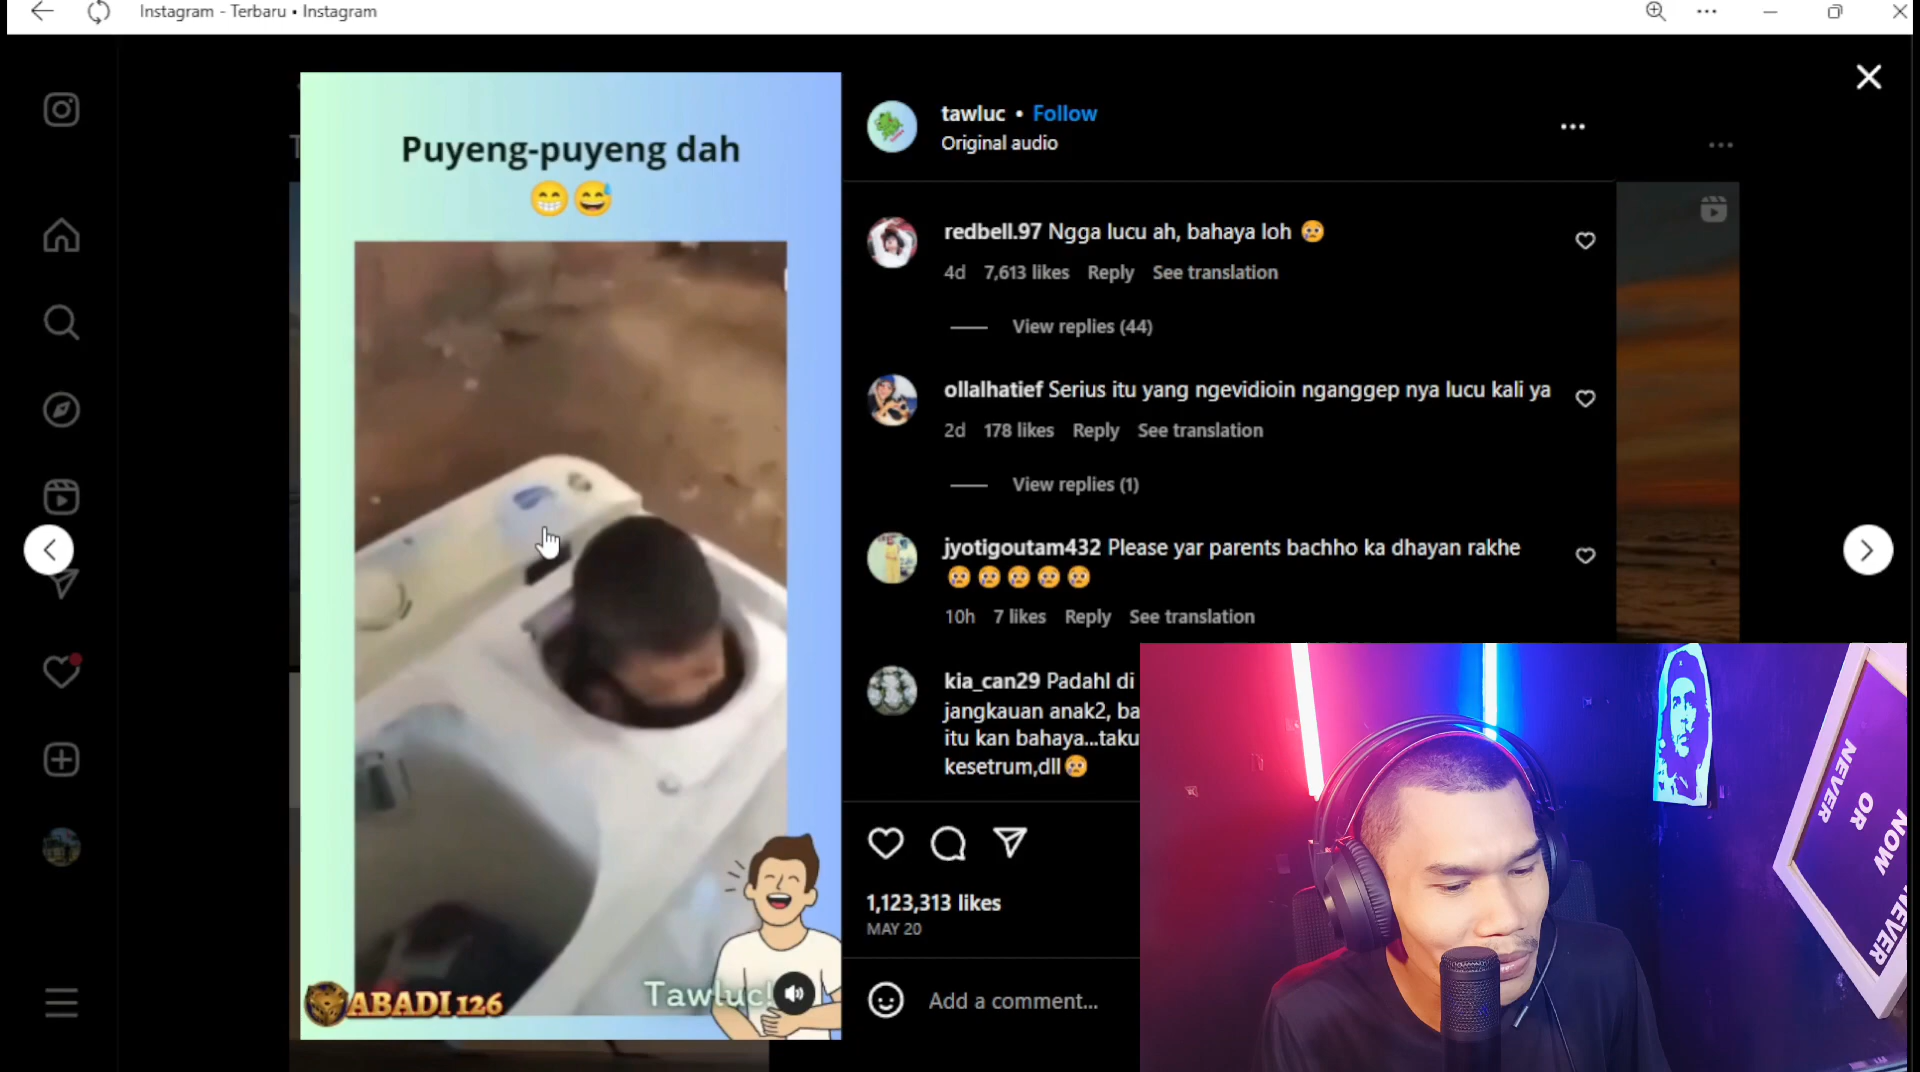 Instagram - Terbaru • Instagram
Puyeng-puyeng dah
😁😅
ABADI126
Tawluc!
tawluc • Follow
Original audio
redbell.97 Ngga lucu ah, bahaya loh 😢
4d 7,613 likes Reply See translation
View replies (44)
ollalhatief Serius itu yang ngevidioin nganggep nya lucu kali ya
2d 178 likes Reply See translation
View replies (1)
jyotigoutam432 Please yar parents bachho ka dhayan rakhe
😢😢😢😢😢
10h 7 likes Reply See translation
kia_can29 Padahl di
jangkauan anak2, ba
itu kan bahaya...taku
kesetrum,dll😢
1,123,313 likes
MAY 20
Add a comment...
NEVER
OR
NOW
NEVER